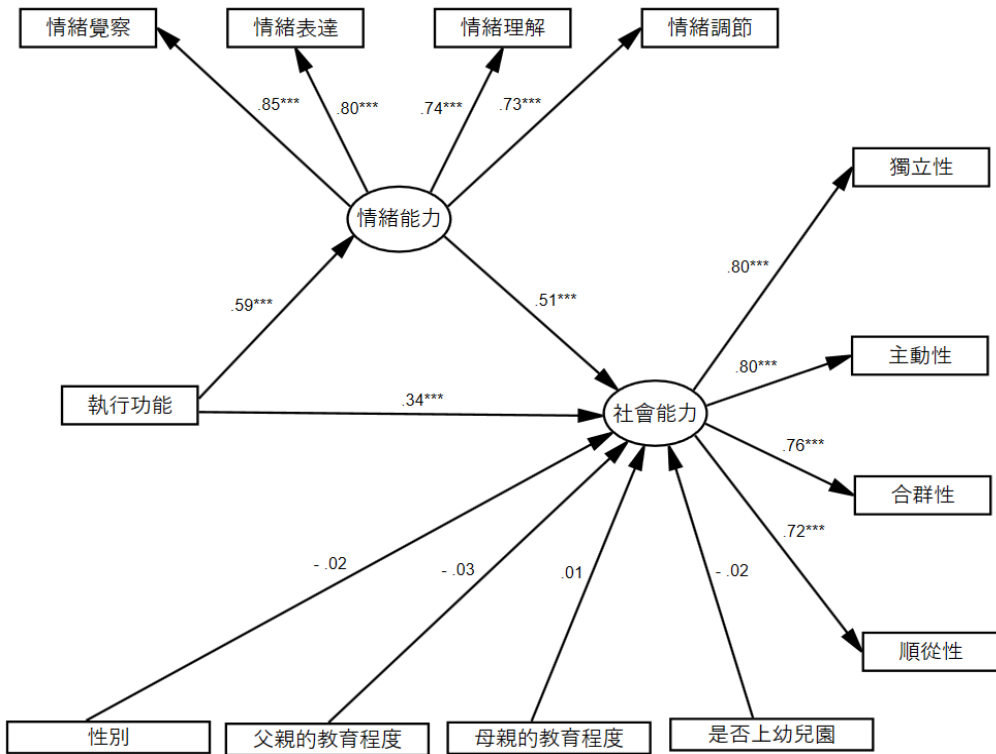 情緒覺察
情緒表達
情緒理解
情緒調節
.85***
.80***
.74***
.73***
獨立性
情緒能力
.80***
.59***
.51***
主動性
.80***
執行功能
.34***
社會能力
.76***
合群性
.72***
- .02
- .03
.01
- .02
順從性
性別
父親的教育程度
母親的教育程度
是否上幼兒園